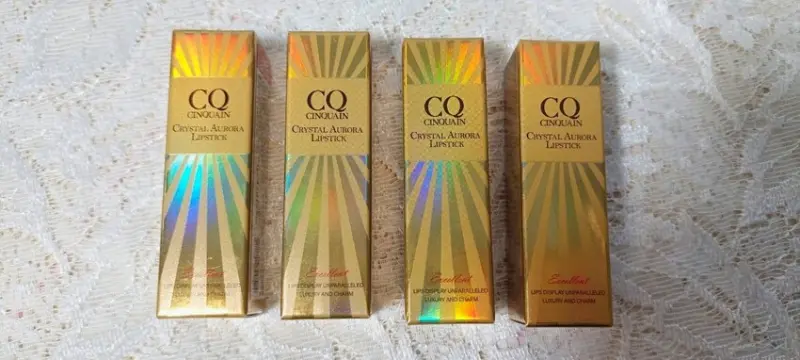 CQ
CINQUAIN
CRYSTAL AURORA
LIPSTICK
Excellent
LIPS DISPLAY UNPARALLELED
LUXURY AND CHARM
CQ
CINQUAIN
CRYSTAL AURORA
LIPSTICK
Excellent
LIPS DISPLAY UNPARALLELED
LUXURY AND CHARM
CQ
CINQUAIN
CRYSTAL AURORA
LIPSTICK
Excellent
LIPS DISPLAY UNPARALLELED
LUXURY AND CHARM
CQ
CINQUAIN
CRYSTAL AURORA
LIPSTICK
Excellent
LIPS DISPLAY UNPARALLELED
LUXURY AND CHARM